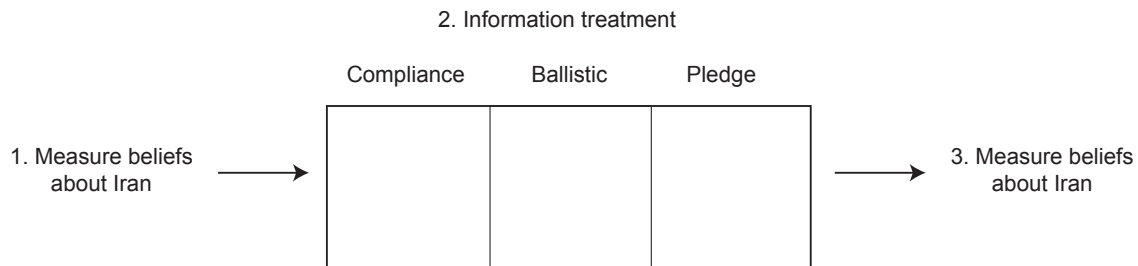 2. Information treatment
Compliance Ballistic Pledge
1. Measure beliefs
about Iran
3. Measure beliefs
about Iran